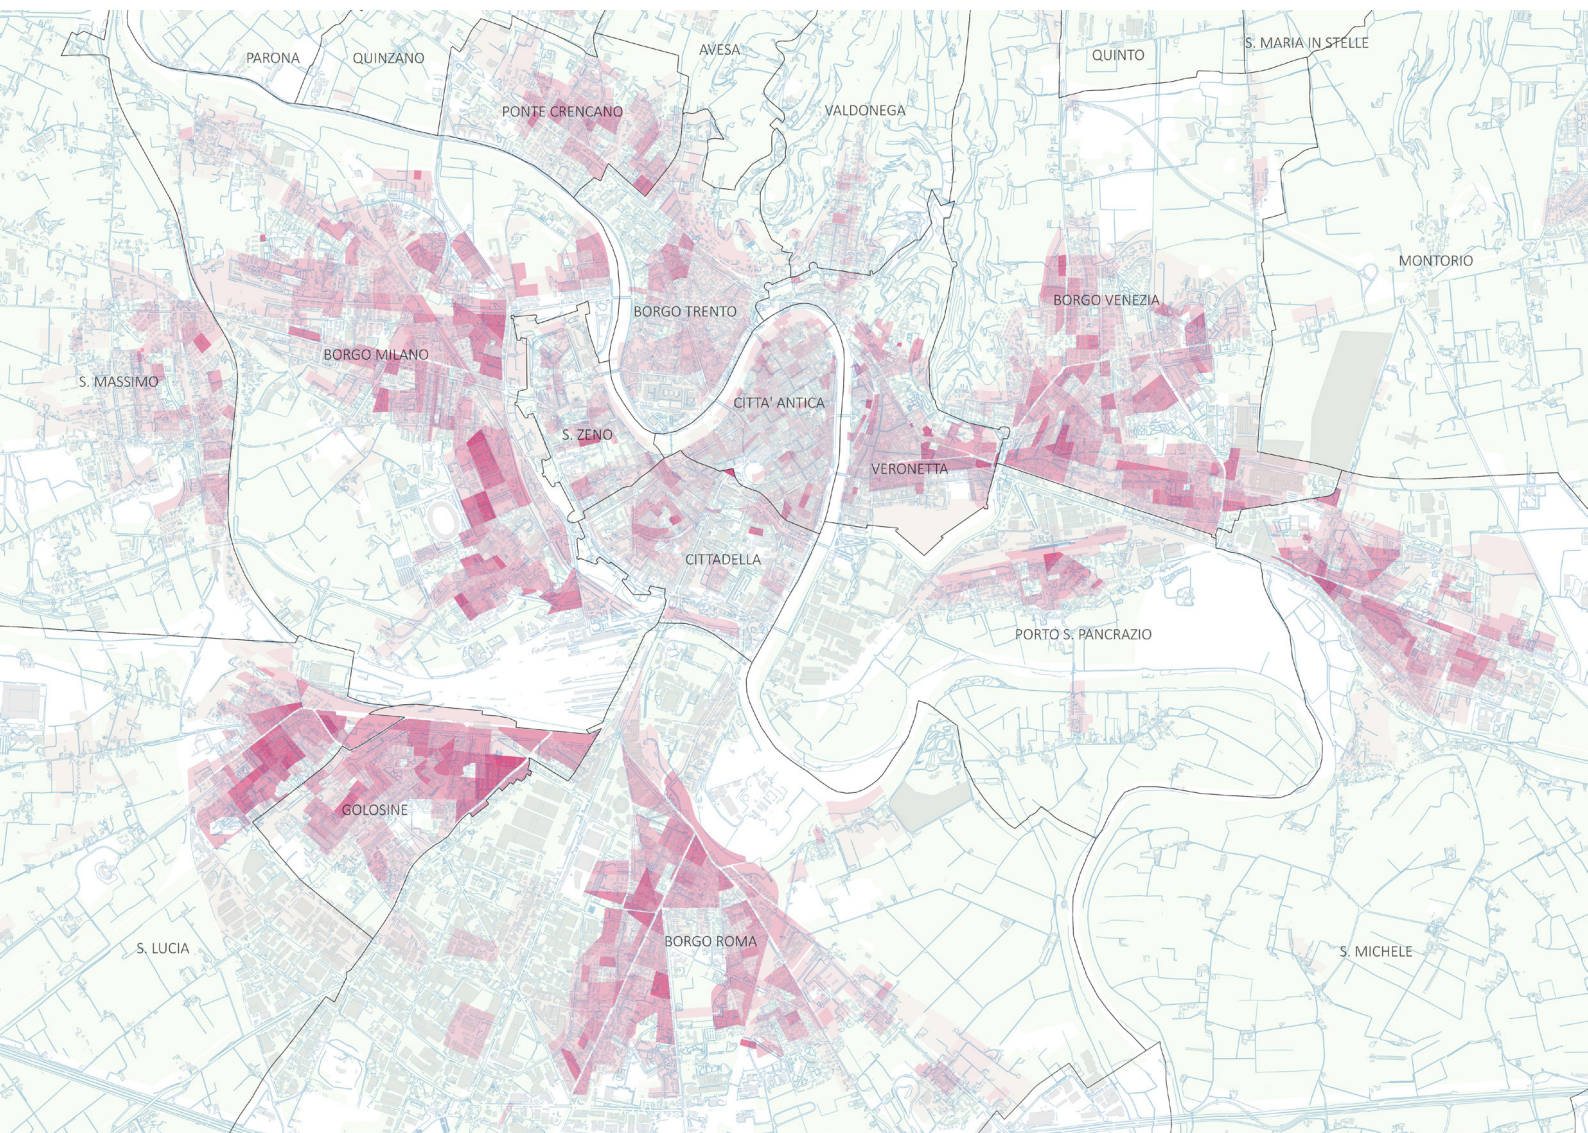 S. MARIA IN STELLE
AVESA
PARONA
QUINZANO
QUINTO
PONTE CRENCANO
VALDONEGA
MONTORIO
BORGO VENEZIA
BORGO TRENTO
BORGO MILANO
S. MASSIMO
CITTA' ANTICA
S. ZENO
VERONETTA
CITTADELLA
PORTO S. PANCRAZIO
GOLOSINE
BORGO ROMA
S. LUCIA
S. MICHELE